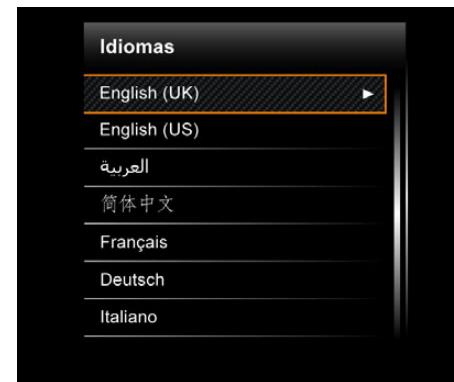 Idiomas
English (UK)
English (US)
العربية
简体中文
Français
Deutsch
Italiano